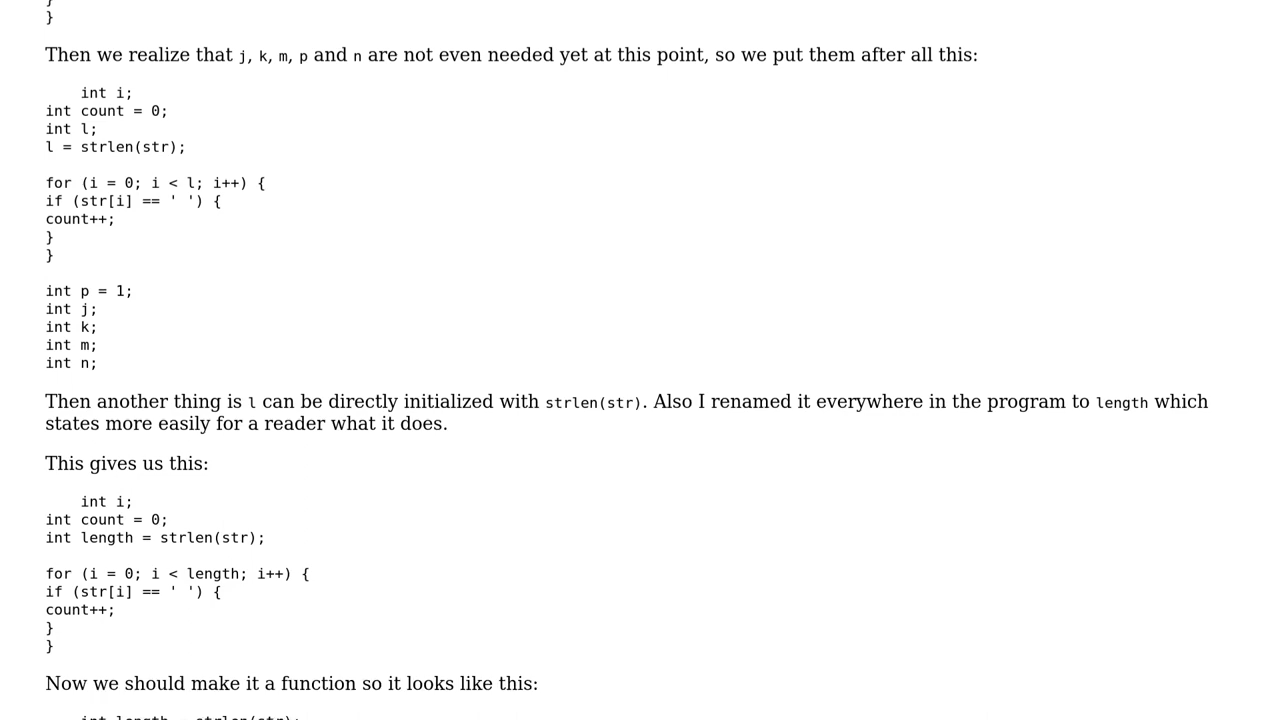 }
}
Then we realize that j, k, m, p and n are not even needed yet at this point, so we put them after all this:
    int i;
int count = 0;
int l;
l = strlen(str);
for (i = 0; i < l; i++) {
if (str[i] == ' ') {
count++;
}
}
int p = 1;
int j;
int k;
int m;
int n;
Then another thing is l can be directly initialized with strlen(str). Also I renamed it everywhere in the program to length which
states more easily for a reader what it does.
This gives us this:
    int i;
int count = 0;
int length = strlen(str);
for (i = 0; i < length; i++) {
if (str[i] == ' ') {
count++;
}
}
Now we should make it a function so it looks like this:
    int length = strlen(str);